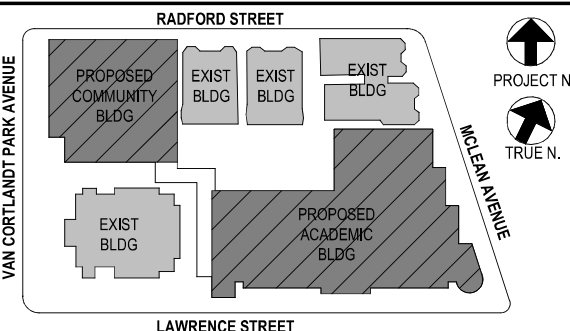 RADFORD STREET
VAN CORTLANDT PARK AVENUE
PROPOSED
COMMUNITY
BLDG
EXIST
BLDG
EXIST
BLDG
EXIST
BLDG
PROJECT N
TRUE N.
MCLEAN AVENUE
EXIST
BLDG
PROPOSED
ACADEMIC
BLDG
LAWRENCE STREET